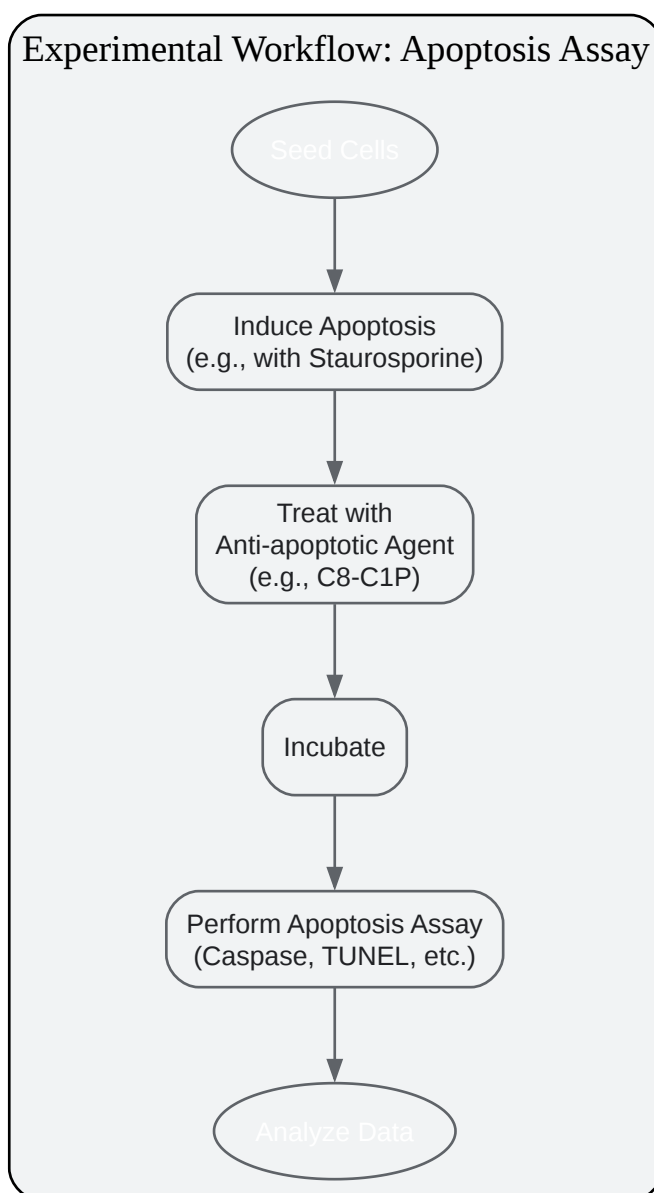 Experimental Workflow: Apoptosis Assay
Seed Cells
Induce Apoptosis
(e.g., with Staurosporine)
Treat with
Anti-apoptotic Agent
(e.g., C8-C1P)
Incubate
Perform Apoptosis Assay
(Caspase, TUNEL, etc.)
Analyze Data